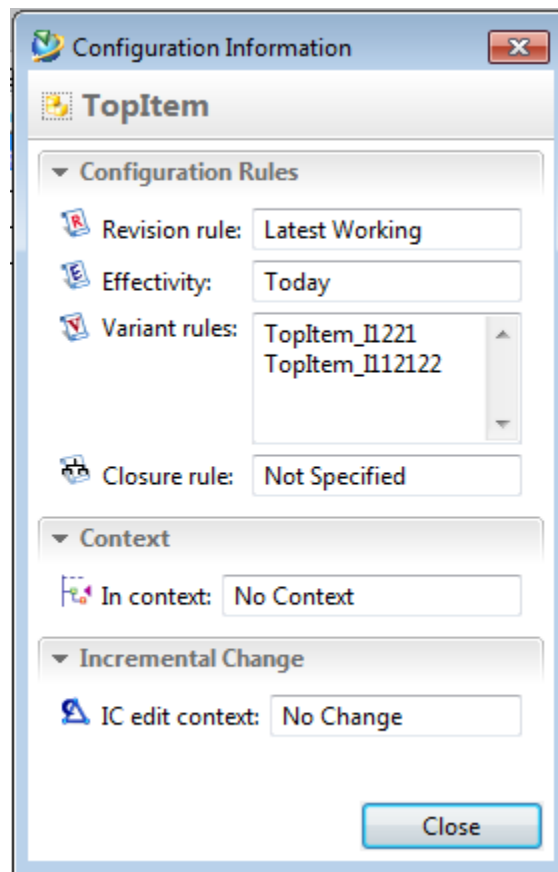 Configuration Information
TopItem
Configuration Rules
Revision rule: Latest Working
Effectivity: Today
Variant rules: TopItem_I1221
TopItem_I112122
Closure rule: Not Specified
Context
In context: No Context
Incremental Change
IC edit context: No Change
Close